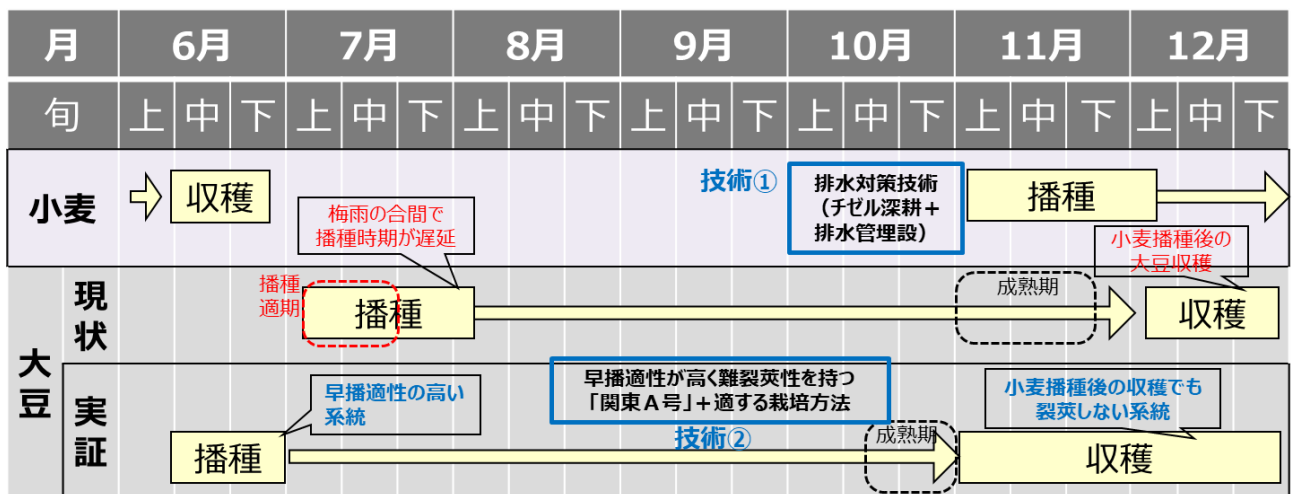 月 6月 7月 8月 9月 10月 11月 12月
旬 上 中 下 上 中 下 上 中 下 上 中 下 上 中 下 上 中 下 上 中 下
小麦
収穫
梅雨の合間で
播種時期が遅延
技術①
排水対策技術
（チゼル深耕＋
排水管埋設）
播種
大豆
現状
播種
適期
播種
成熟期
小麦播種後の
大豆収穫
収穫
実証
播種
早播適性の高い
系統
早播適性が高く難裂莢性を持つ
「関東Ａ号」＋適する栽培方法
技術②
成熟期
小麦播種後の収穫でも
裂莢しない系統
収穫